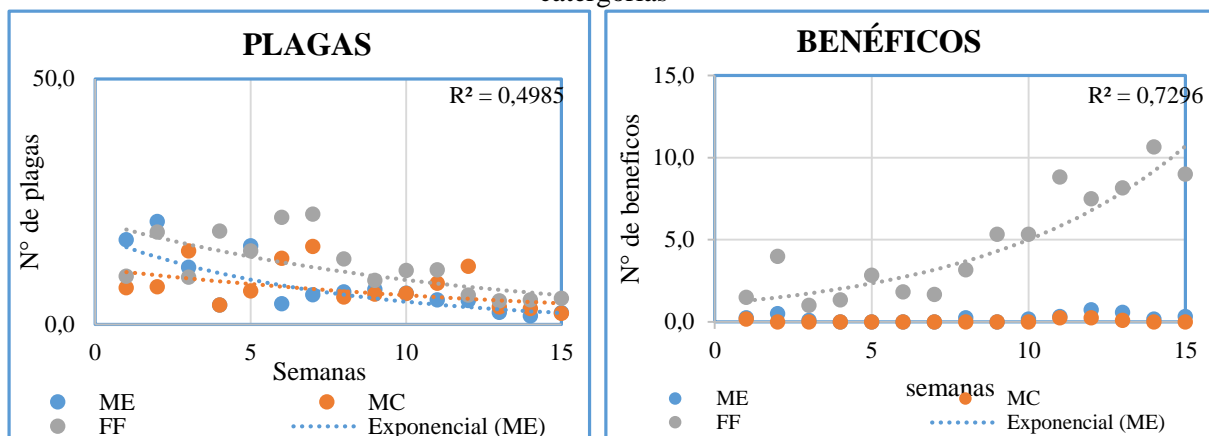 catergorías
PLAGAS
50,0
R² = 0,4985
N° de plagas
0,0
0
5
10
15
Semanas
ME
MC
FF
Exponencial (ME)
BENÉFICOS
15,0
R² = 0,7296
10,0
N° de beneficos
5,0
0,0
0
5
10
15
semanas
ME
MC
FF
Exponencial (ME)